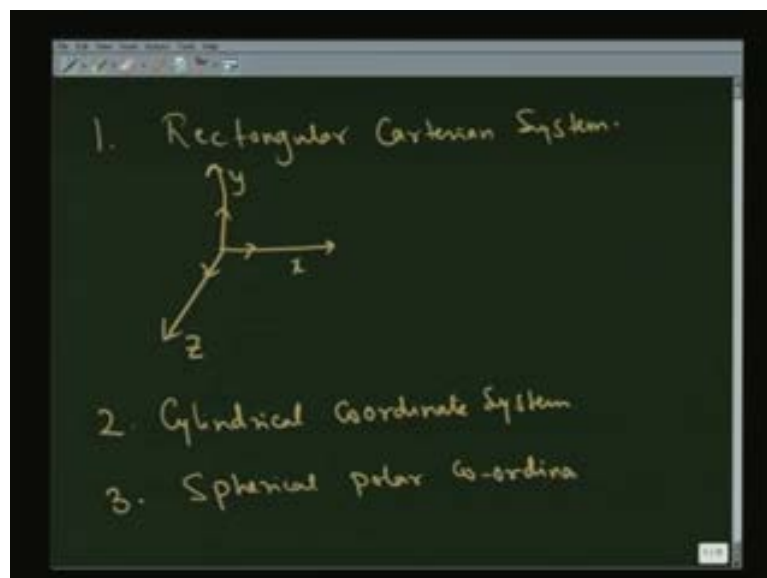 1. Rectangular Cartesian System.
y
x
z
2. Cylindrical Coordinate System
3. Spherical polar co-ordina